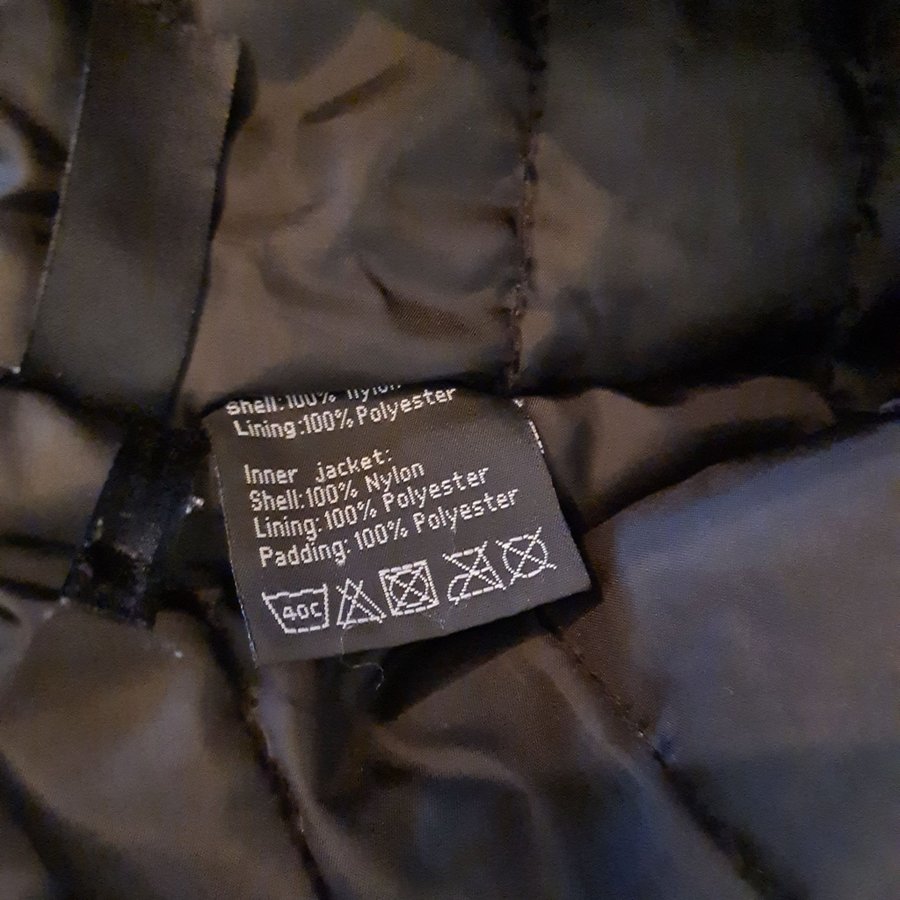 Shell:100% Nylon
Lining:100% Polyester
Inner Jacket:
Shell:100% Nylon
Lining:100% Polyester
Padding:100% Polyester
40C